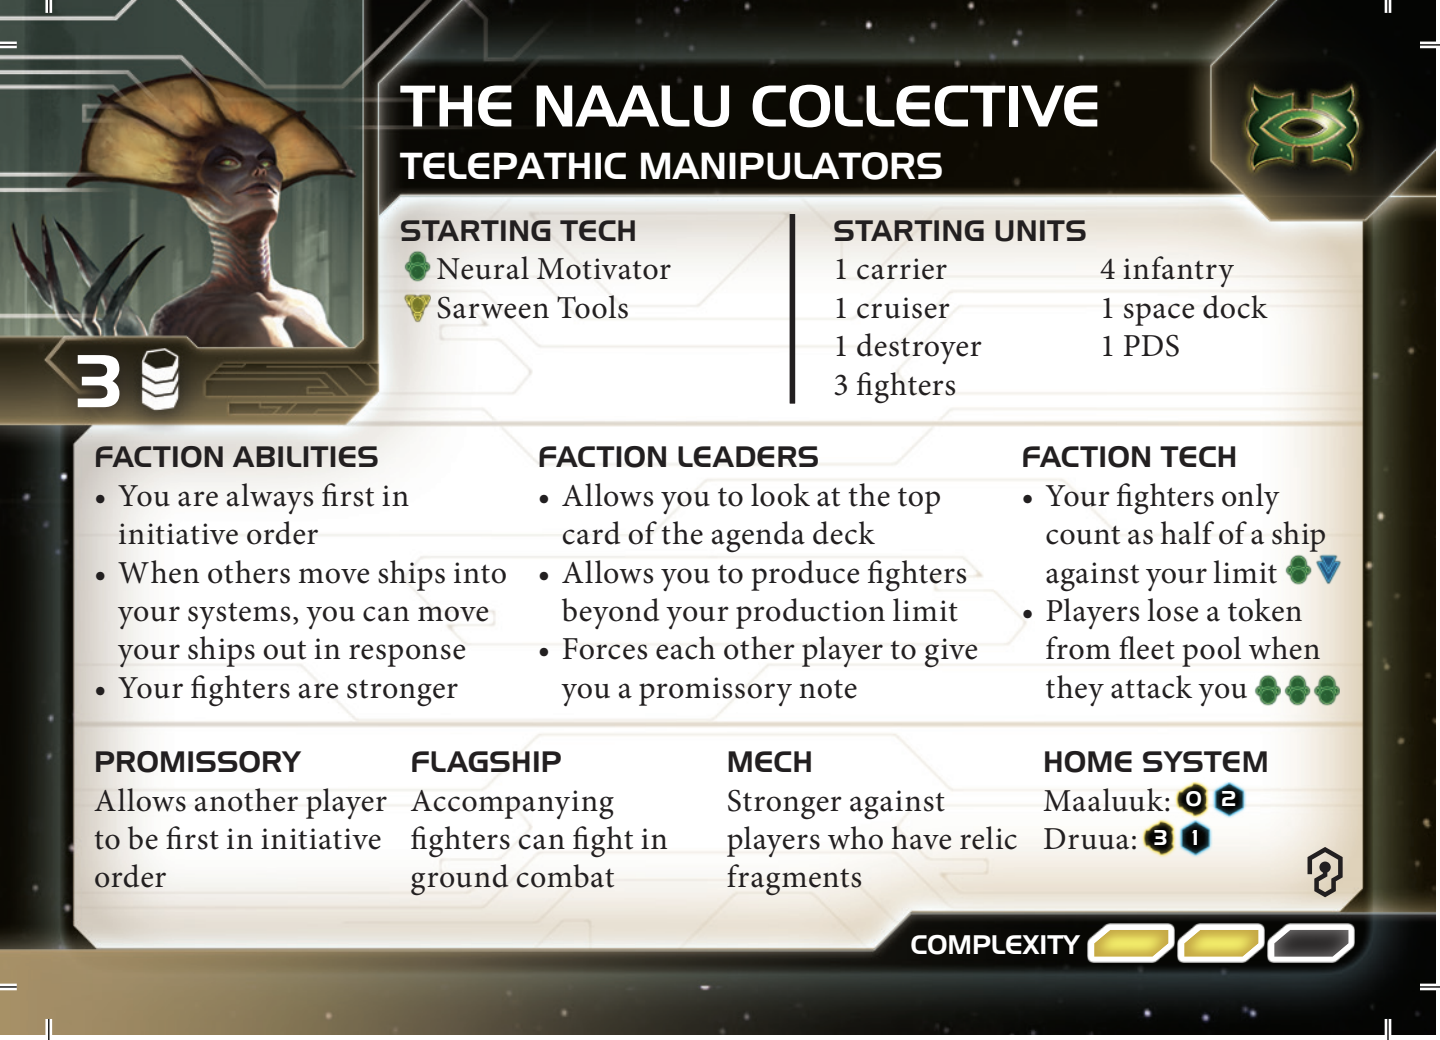 THE NAALU COLLECTIVE
TELEPATHIC MANIPULATORS
3
STARTING TECH
Neural Motivator
Sarween Tools
STARTING UNITS
1 carrier
1 cruiser
1 destroyer
3 fighters
4 infantry
1 space dock
1 PDS
FACTION ABILITIES
• You are always first in
initiative order
• When others move ships into
your systems, you can move
your ships out in response
• Your fighters are stronger
FACTION LEADERS
• Allows you to look at the top
card of the agenda deck
• Allows you to produce fighters
beyond your production limit
• Forces each other player to give
you a promissory note
FACTION TECH
• Your fighters only
count as half of a ship
against your limit
• Players lose a token
from fleet pool when
they attack you
PROMISSORY
Allows another player
to be first in initiative
order
FLAGSHIP
Accompanying
fighters can fight in
ground combat
MECH
Stronger against
players who have relic
fragments
HOME SYSTEM
Maaluuk: 0 2
Druua: 3 1
COMPLEXITY